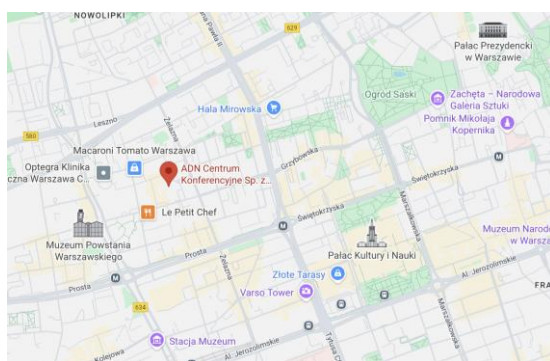 NOWOLIPKI
629
Pałac Prezydencki
w Warszawie
Ogród Saski
Zachęta – Narodowa
Galeria Sztuki
Pomnik Mikołaja
Kopernika
Hala Mirowska
Leszno
Żelazna
580
Macaroni Tomato Warszawa
Optegra Klinika
czna Warszawa C...
ADN Centrum
Konferencyjne Sp. z...
Grzybowska
Świętokrzyska
Marszałkowska
Le Petit Chef
Świętokrzyska
Muzeum Powstania
Warszawskiego
Prosta
Prosta
Żelazna
Pałac Kultury i Nauki
Muzeum Narodo
w Warsza
Złote Tarasy
Al. Jerozolimskie
Varso Tower
FRA
634
Marszałkowska
Stacja Muzeum
Kolejowa
Al. Jerozolimskie